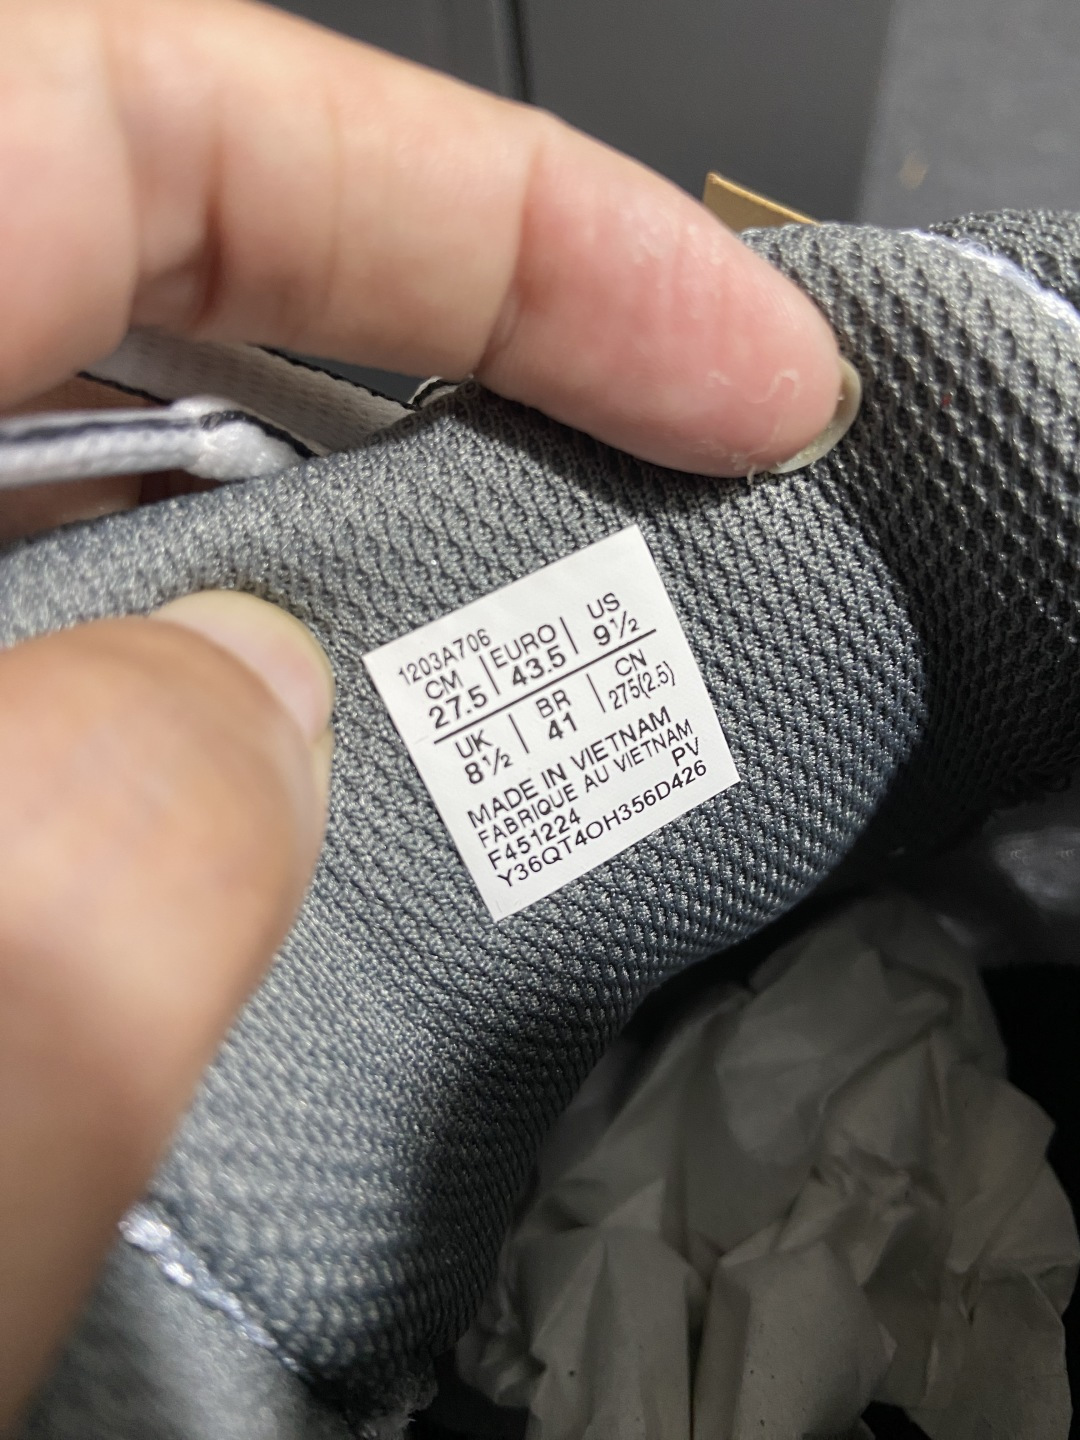 1203A706
CM | EURO | US
27.5 | 43.5 | 9½
UK | BR | CN
8½ | 41 | 275(2.5)
MADE IN VIETNAM
FABRIQUE AU VIETNAM
F451224 PV
Y36QT4OH356D426